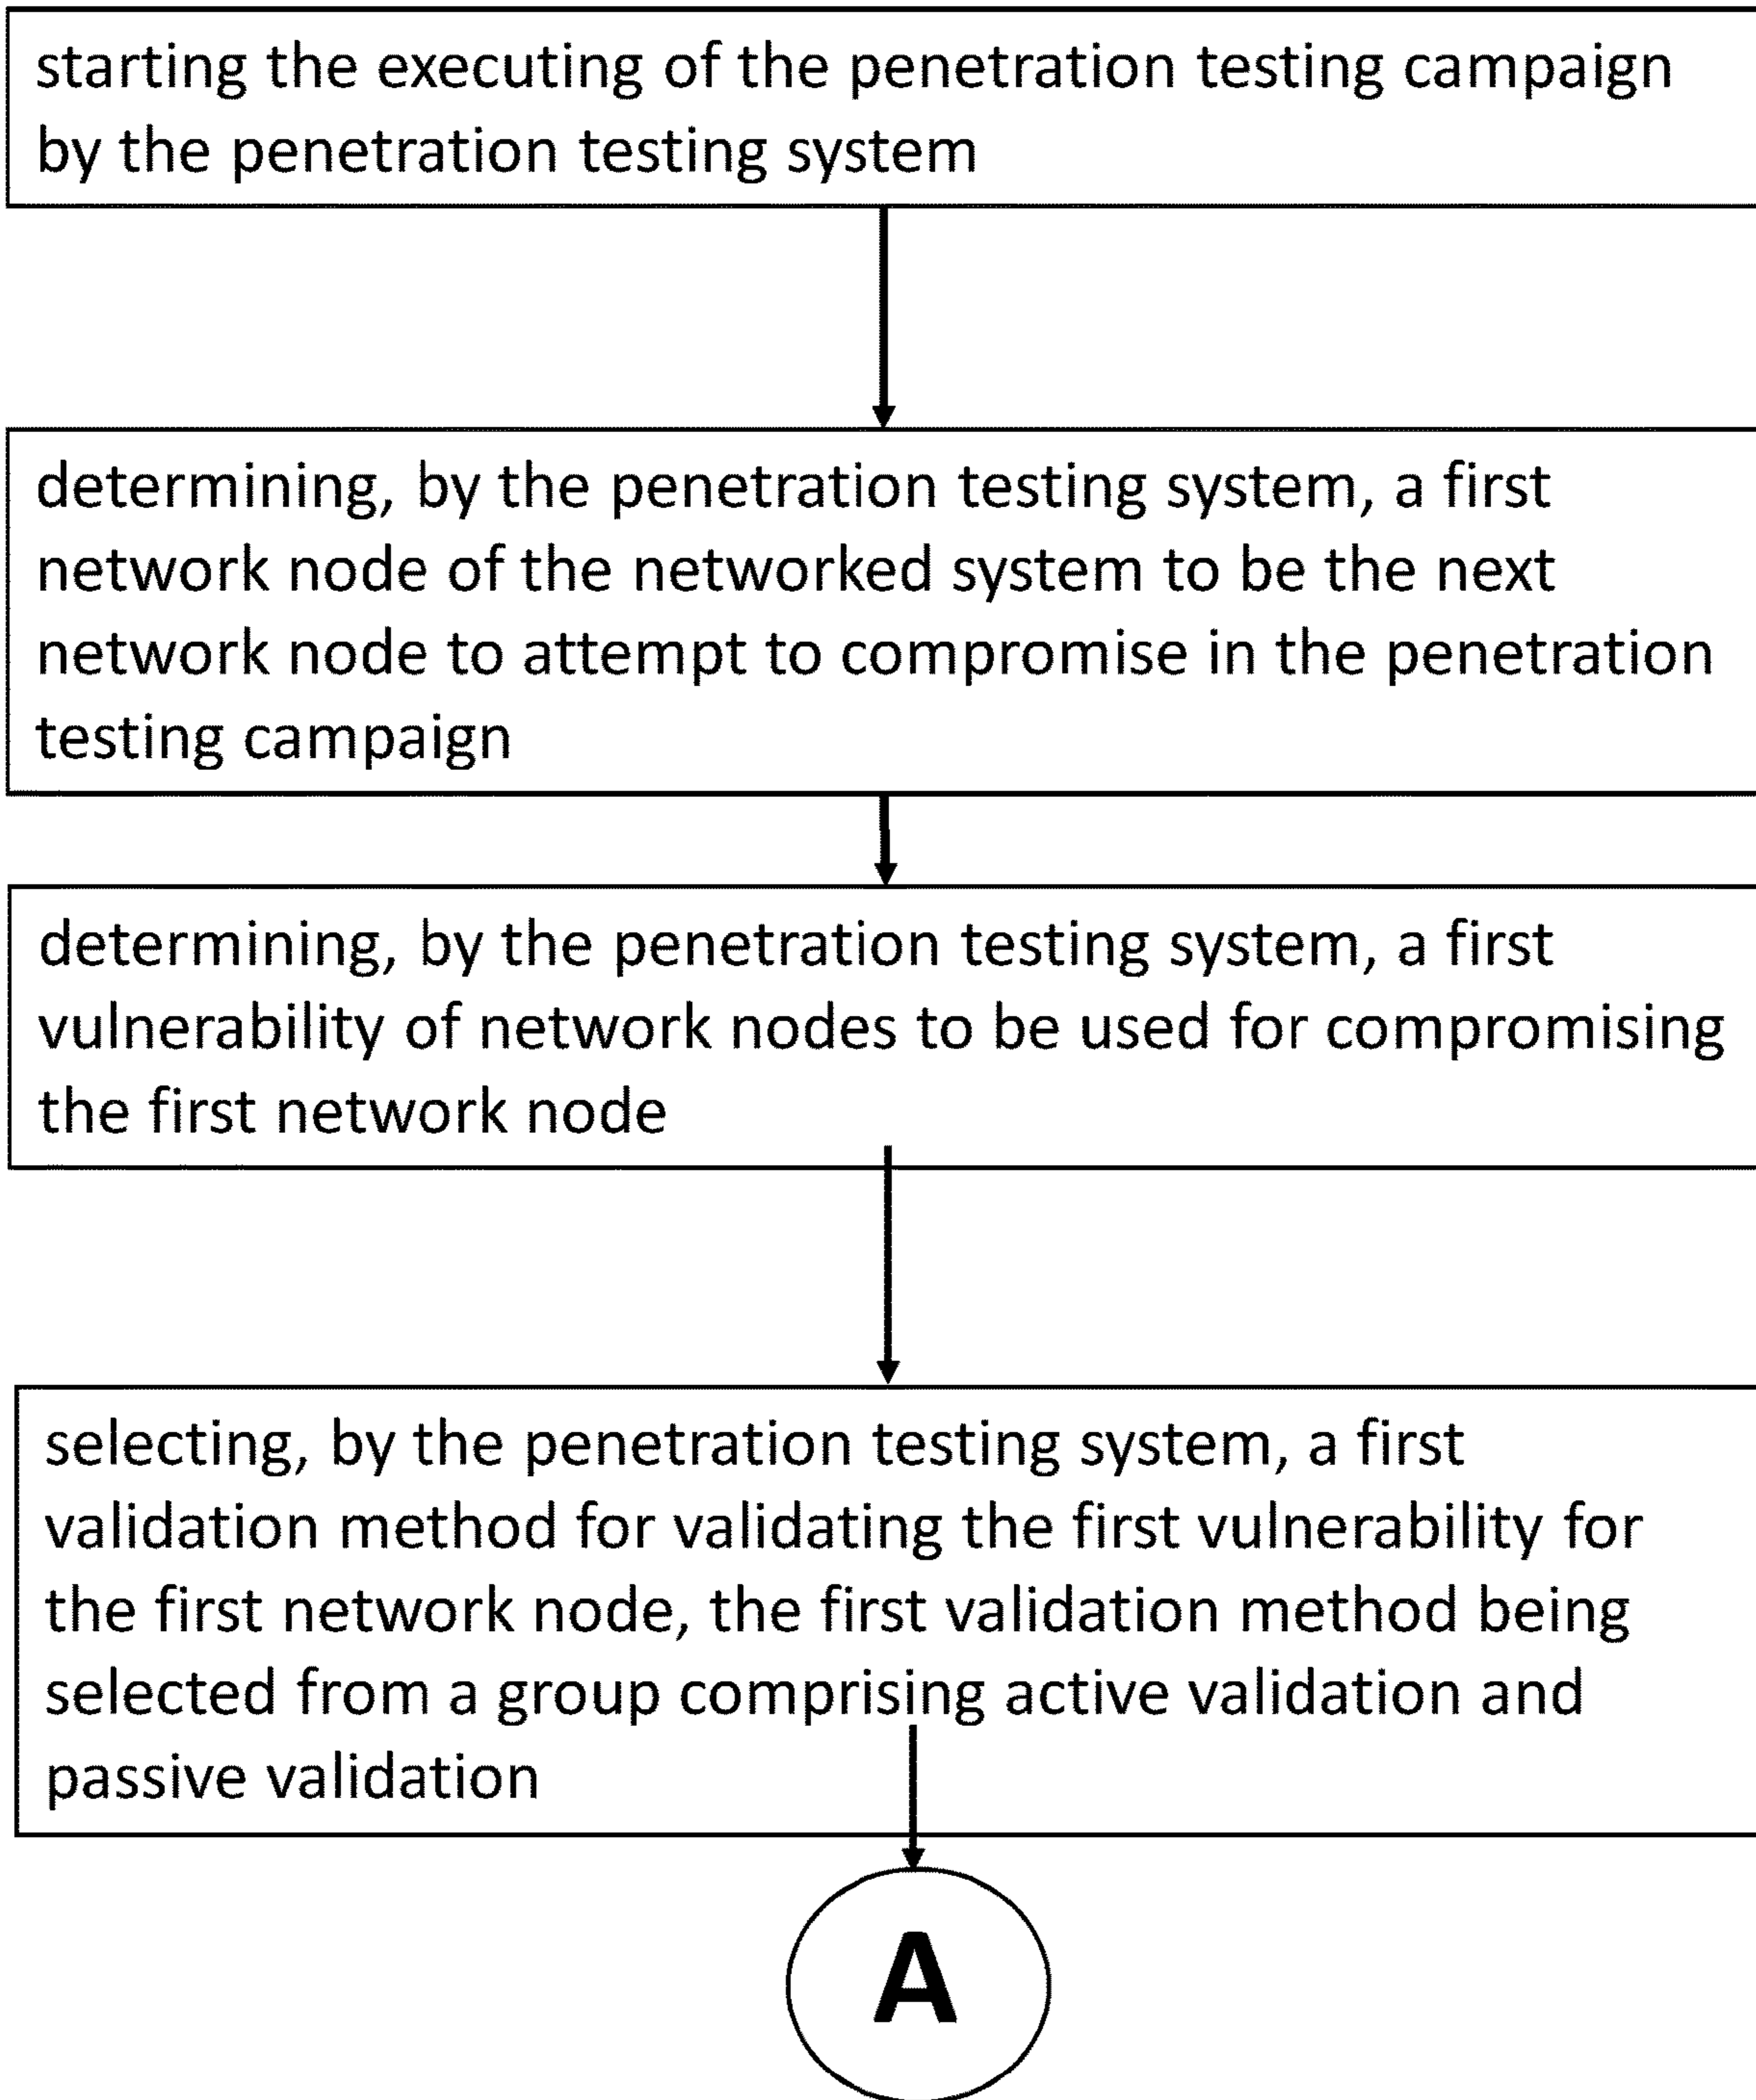 starting the executing of the penetration testing campaign
by the penetration testing system
determining, by the penetration testing system, a first
network node of the networked system to be the next
network node to attempt to compromise in the penetration
testing campaign
determining, by the penetration testing system, a first
vulnerability of network nodes to be used for compromising
the first network node
selecting, by the penetration testing system, a first
validation method for validating the first vulnerability for
the first network node, the first validation method being
selected from a group comprising active validation and
passive validation
A